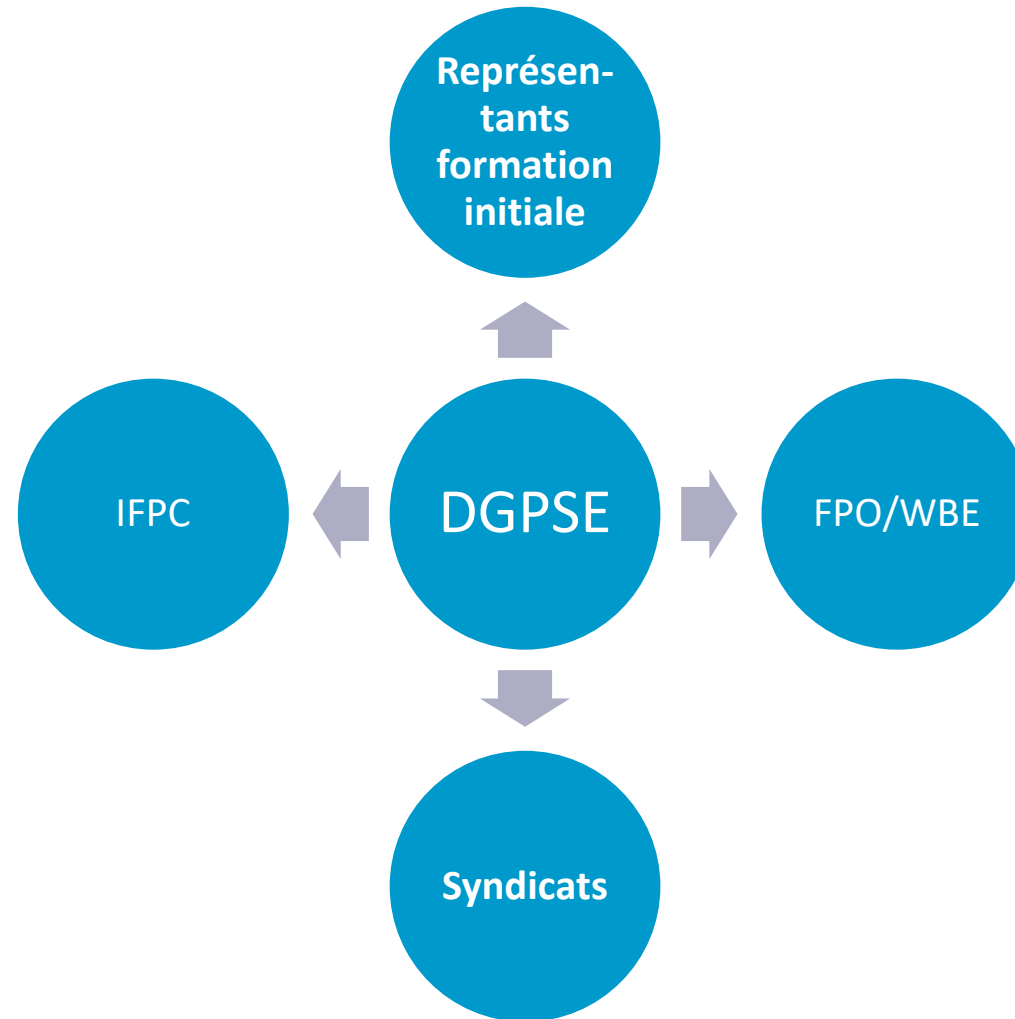 Représen-
tants
formation
initiale
IFPC
DGPSE
FPO/WBE
Syndicats